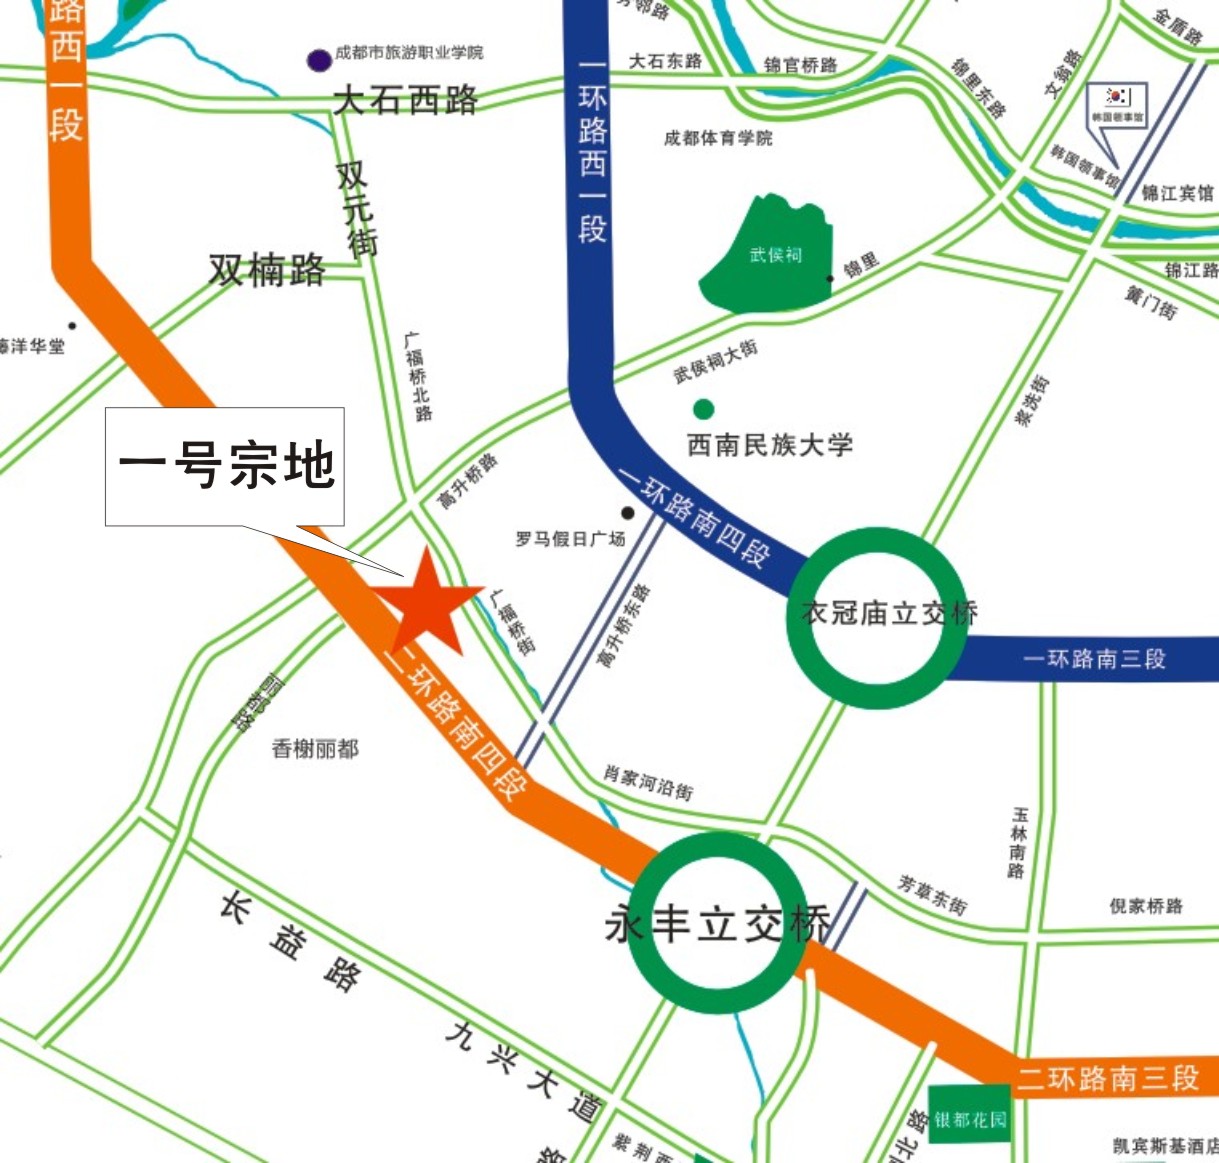 路西一段
成都市旅游职业学院
大石西路
一环路西一段
大石东路
锦官桥路
锦里东路
文翁路
金盾路
韩国领事馆
韩国领事馆
成都体育学院
锦江宾馆
双元街
双楠路
武侯祠
锦里
锦江路
簧门街
洋华堂
广福桥北路
武侯祠大街
浆洗街
西南民族大学
一号宗地
高升桥路
一环路南四段
罗马假日广场
广福桥街
高升桥东路
衣冠庙立交桥
一环路南三段
二环路南四段
丽都路
香榭丽都
肖家河沿街
玉林南路
芳草东街
倪家桥路
长益路
永丰立交桥
九兴大道
二环路南三段
银都花园
北路
紫荆西
凯宾斯基酒店